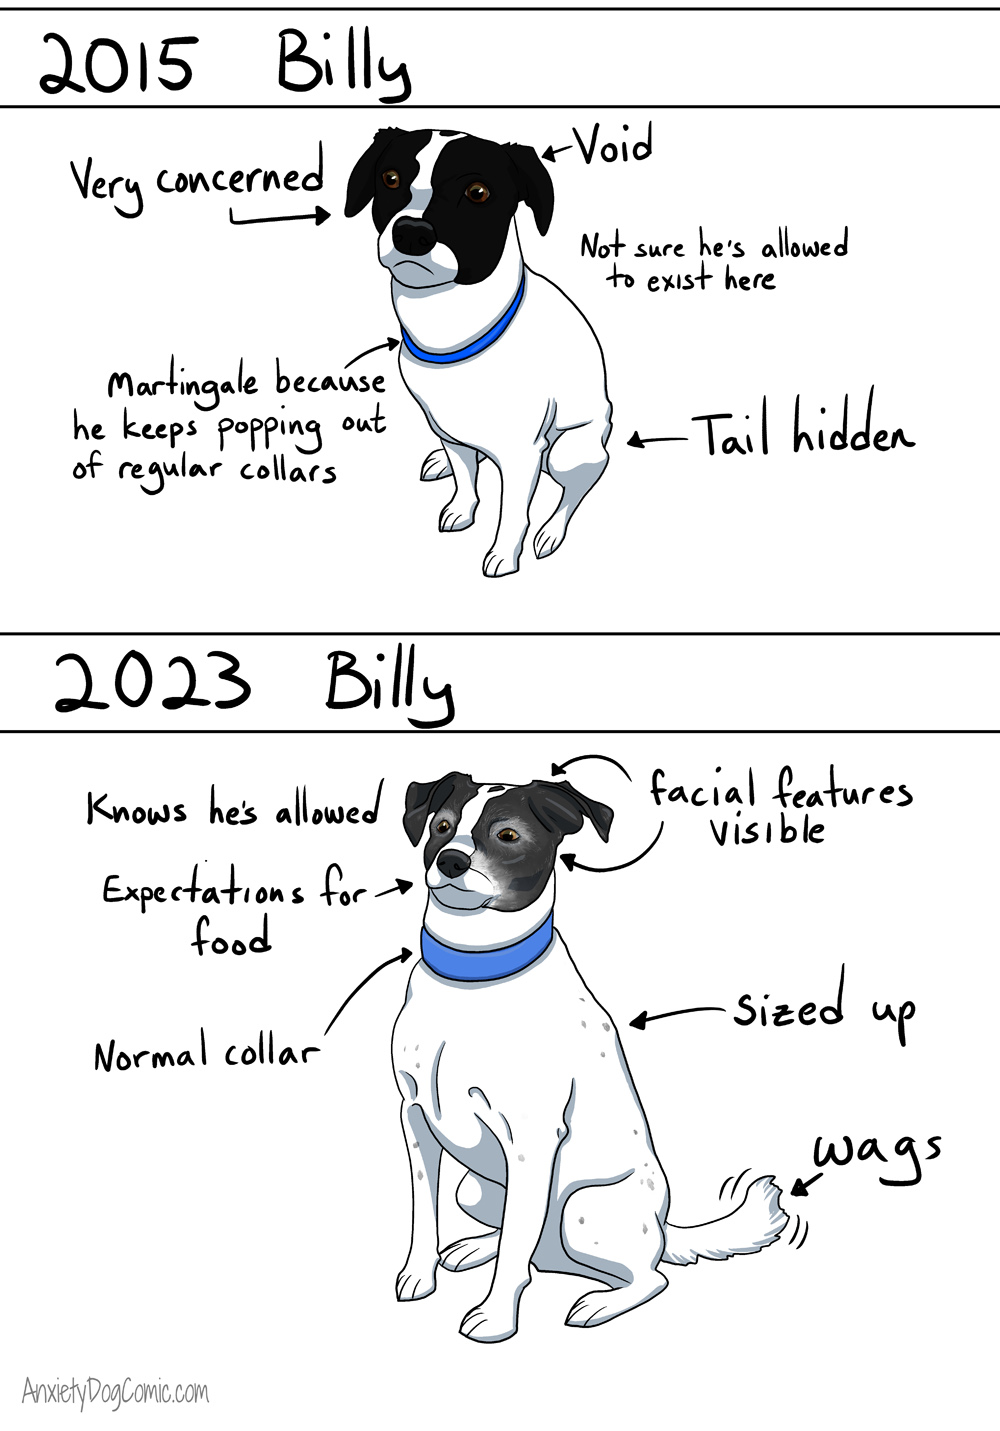 2015 Billy
Very concerned
Void
Not sure he's allowed
to exist here
Martingale because
he keeps popping out
of regular collars
Tail hidden
2023 Billy
Knows he's allowed
facial features
visible
Expectations for
food
Normal collar
Sized up
wags
AnxietyDogComic.com